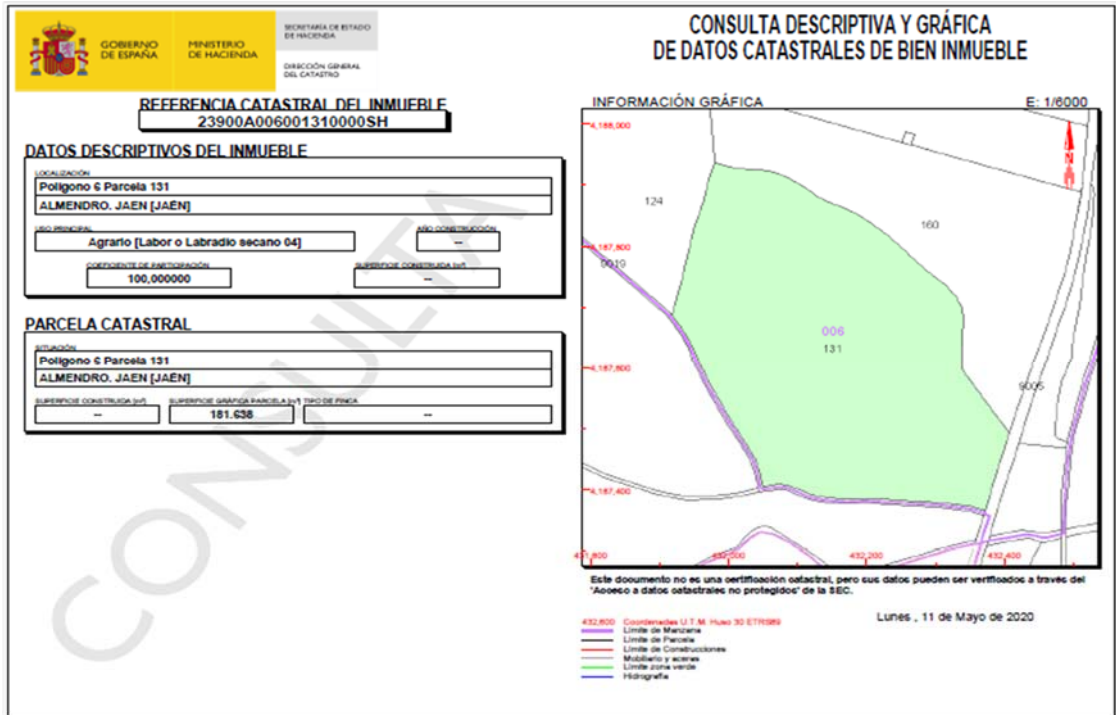 GOBIERNO
DE ESPAÑA
MINISTERIO
DE HACIENDA
SECRETARÍA DE ESTADO
DE HACIENDA
DIRECCIÓN GENERAL
DEL CATASTRO
CONSULTA DESCRIPTIVA Y GRÁFICA
DE DATOS CATASTRALES DE BIEN INMUEBLE
REFERENCIA CATASTRAL DEL INMUEBLE
23900A006001310000SH
DATOS DESCRIPTIVOS DEL INMUEBLE
LOCALIZACIÓN
Polígono 6 Parcela 131
ALMENDRO. JAEN [JAÉN]
USO PRINCIPAL
Agrario [Labor o Labradío secano 04]
AÑO CONSTRUCCIÓN
--
COEFICIENTE DE PARTICIPACIÓN
100,000000
SUPERFICIE CONSTRUIDA [m²]
--
PARCELA CATASTRAL
SITUACIÓN
Polígono 6 Parcela 131
ALMENDRO. JAEN [JAÉN]
SUPERFICIE CONSTRUIDA [m²]
--
SUPERFICIE GRÁFICA PARCELA [m²]
181.638
TIPO DE FINCA
--
CONSULTA
INFORMACIÓN GRÁFICA
E: 1/6000
4,188,000
N
124
160
4,187,800
9019
006
131
4,187,600
9005
4,187,400
431,800
432,000
432,200
432,400
Este documento no es una certificación catastral, pero sus datos pueden ser verificados a través del
"Acceso a datos catastrales no protegidos" de la SEC.
432,600 Coordenadas U.T.M. Huso 30 ETRS89
Límite de Manzana
Límite de Parcela
Límite de Construcciones
Mobiliario y aceras
Límite zona verde
Hidrografía
Lunes , 11 de Mayo de 2020